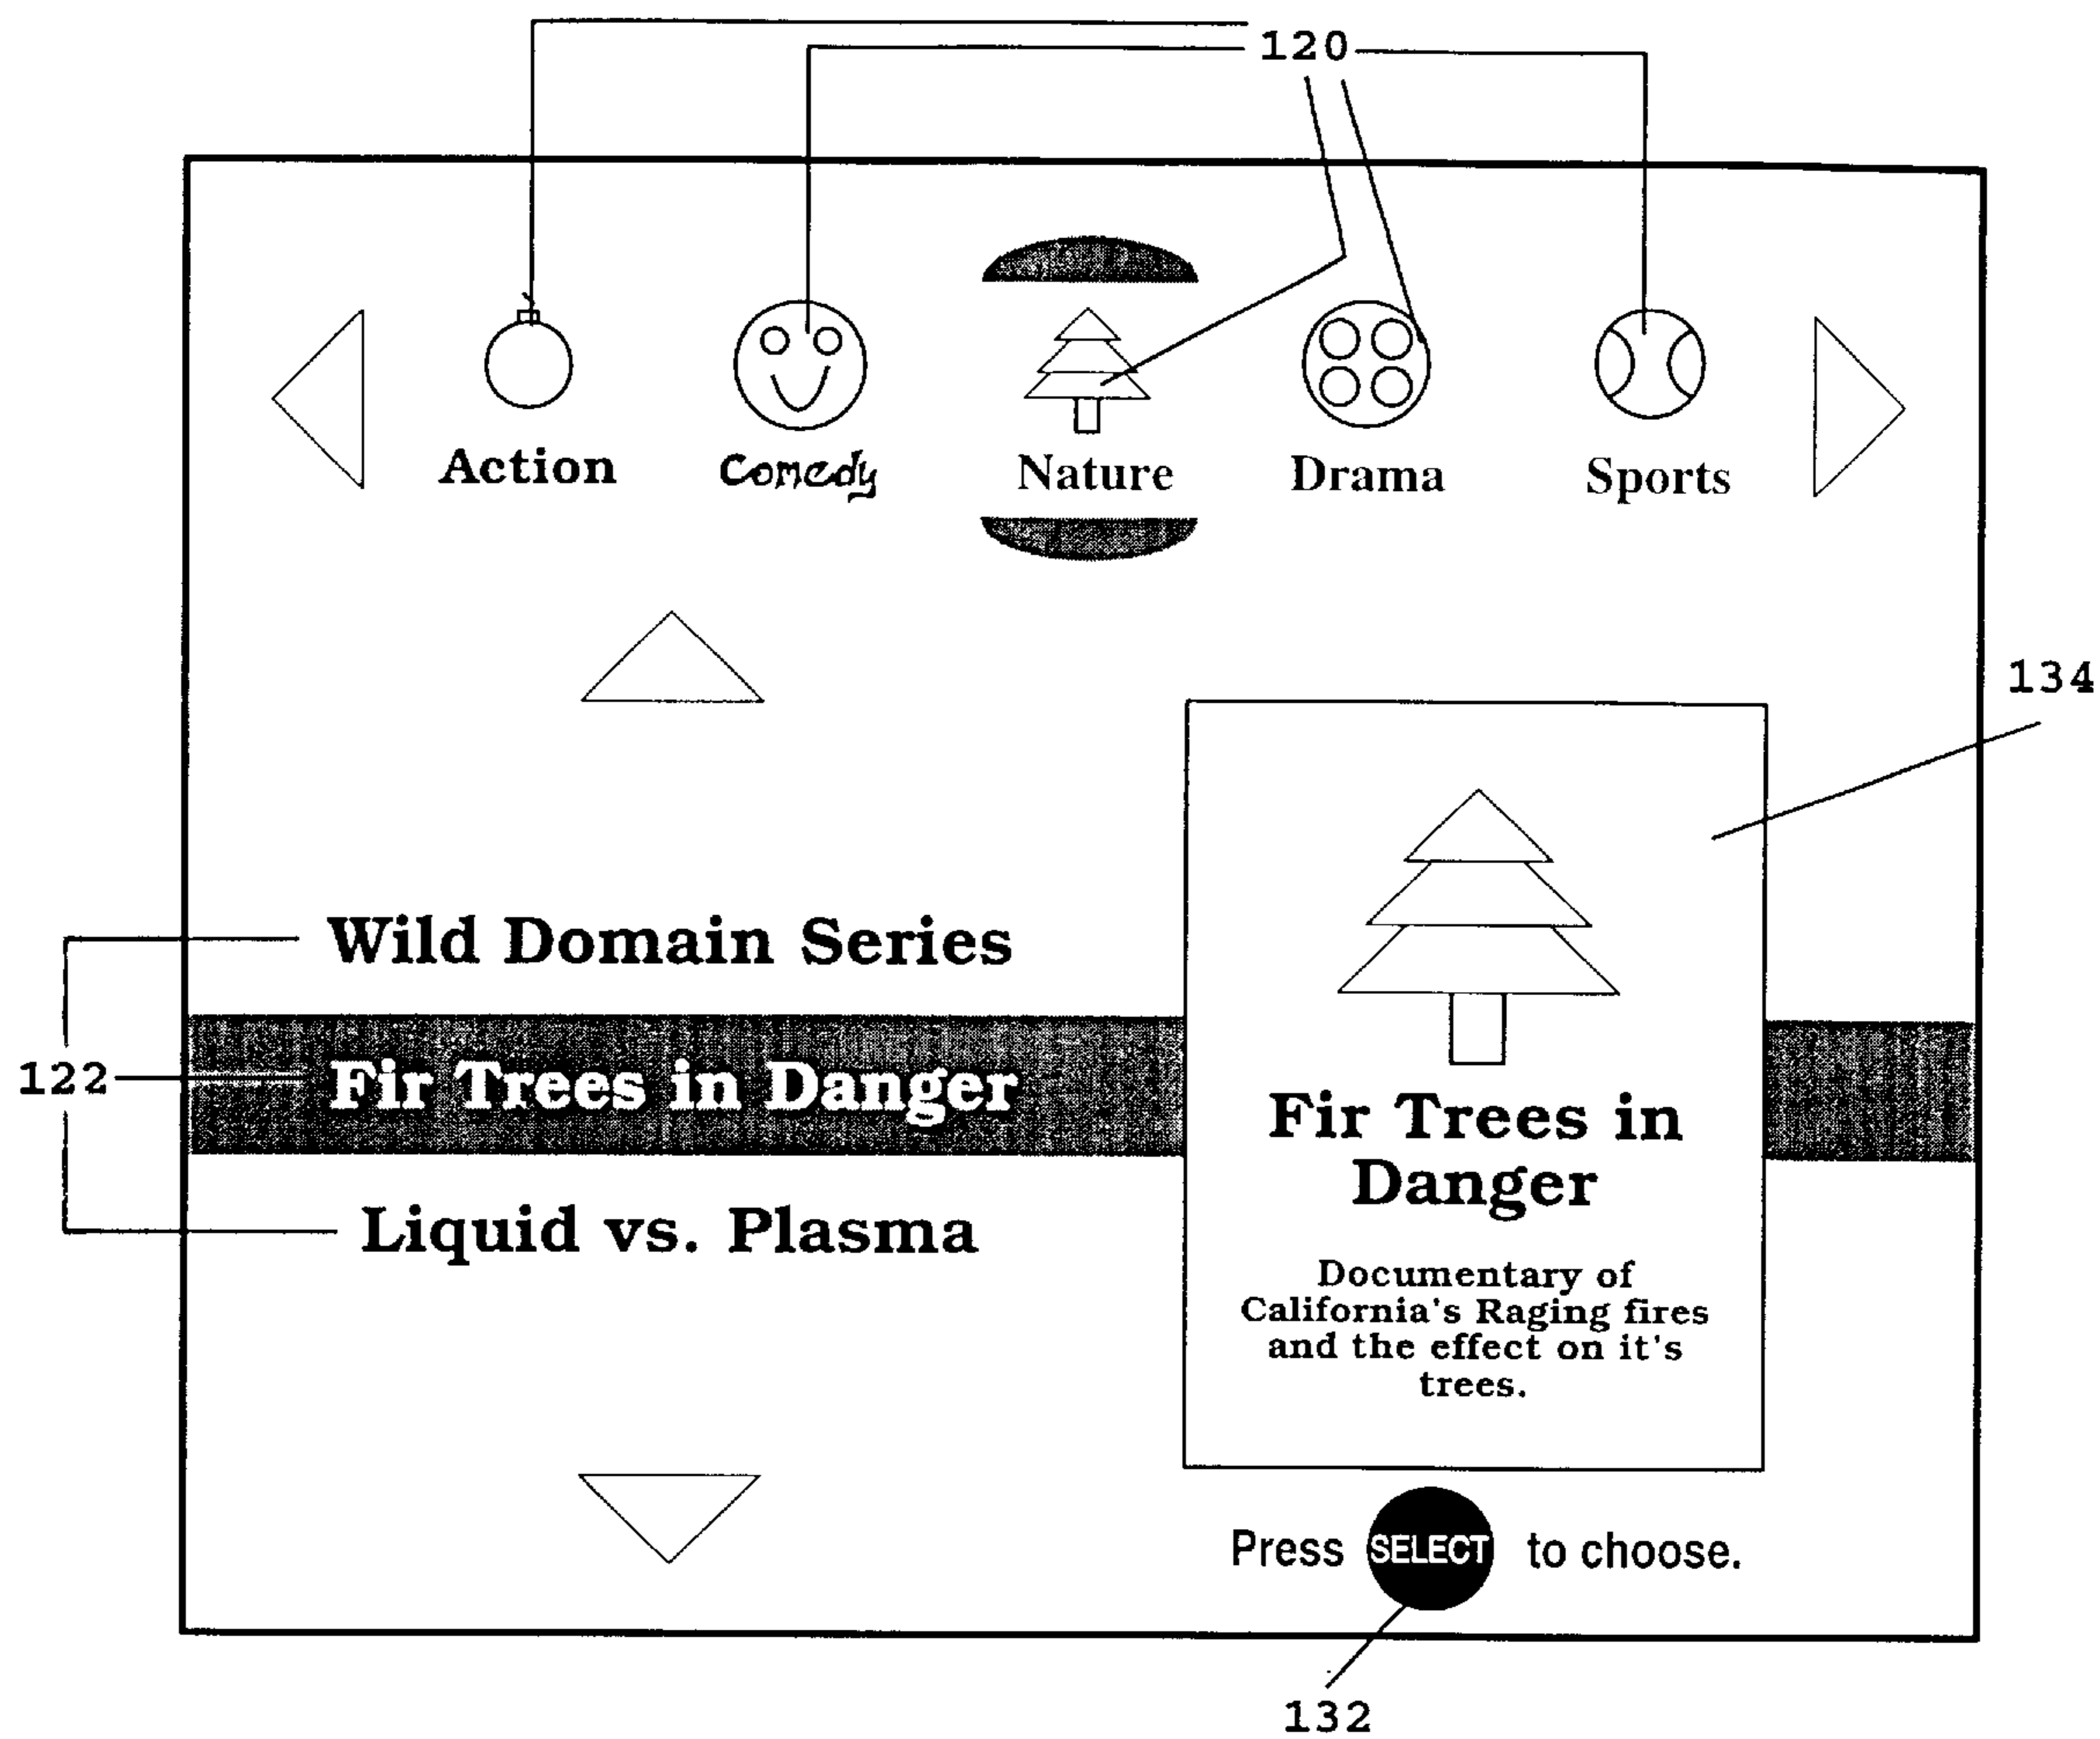 120
Action Comedy Nature Drama Sports
134
Wild Domain Series
122
Fir Trees in Danger
Liquid vs. Plasma
Fir Trees in
Danger
Documentary of
California's Raging fires
and the effect on it's
trees.
Press SELECT to choose.
132